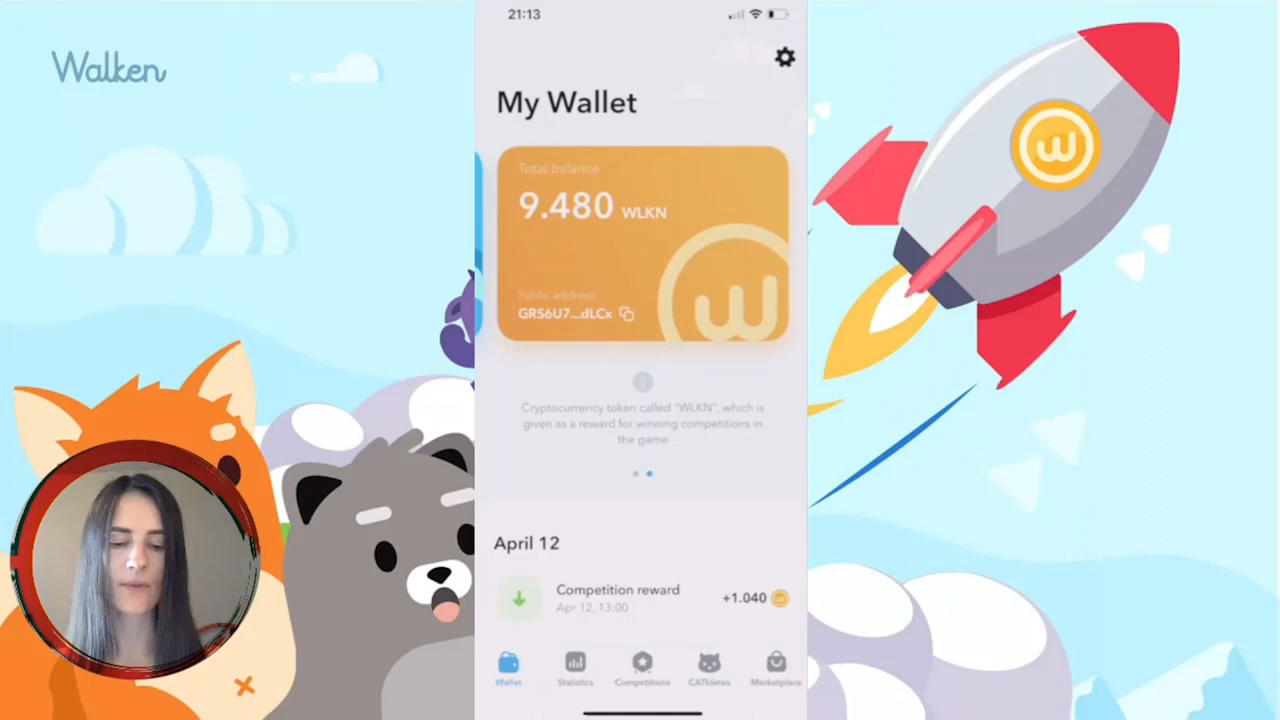 Walken
21:13
My Wallet
Total balance
9.480 WLKN
Public address
GRS6U7...dLCx
Cryptocurrency token called "WLKN", which is
given as a reward for winning competitions in
the game
April 12
Competition reward
Apr 12, 13:00
+1.040
Wallet
Statistics
Competitions
CAThletes
Marketplace